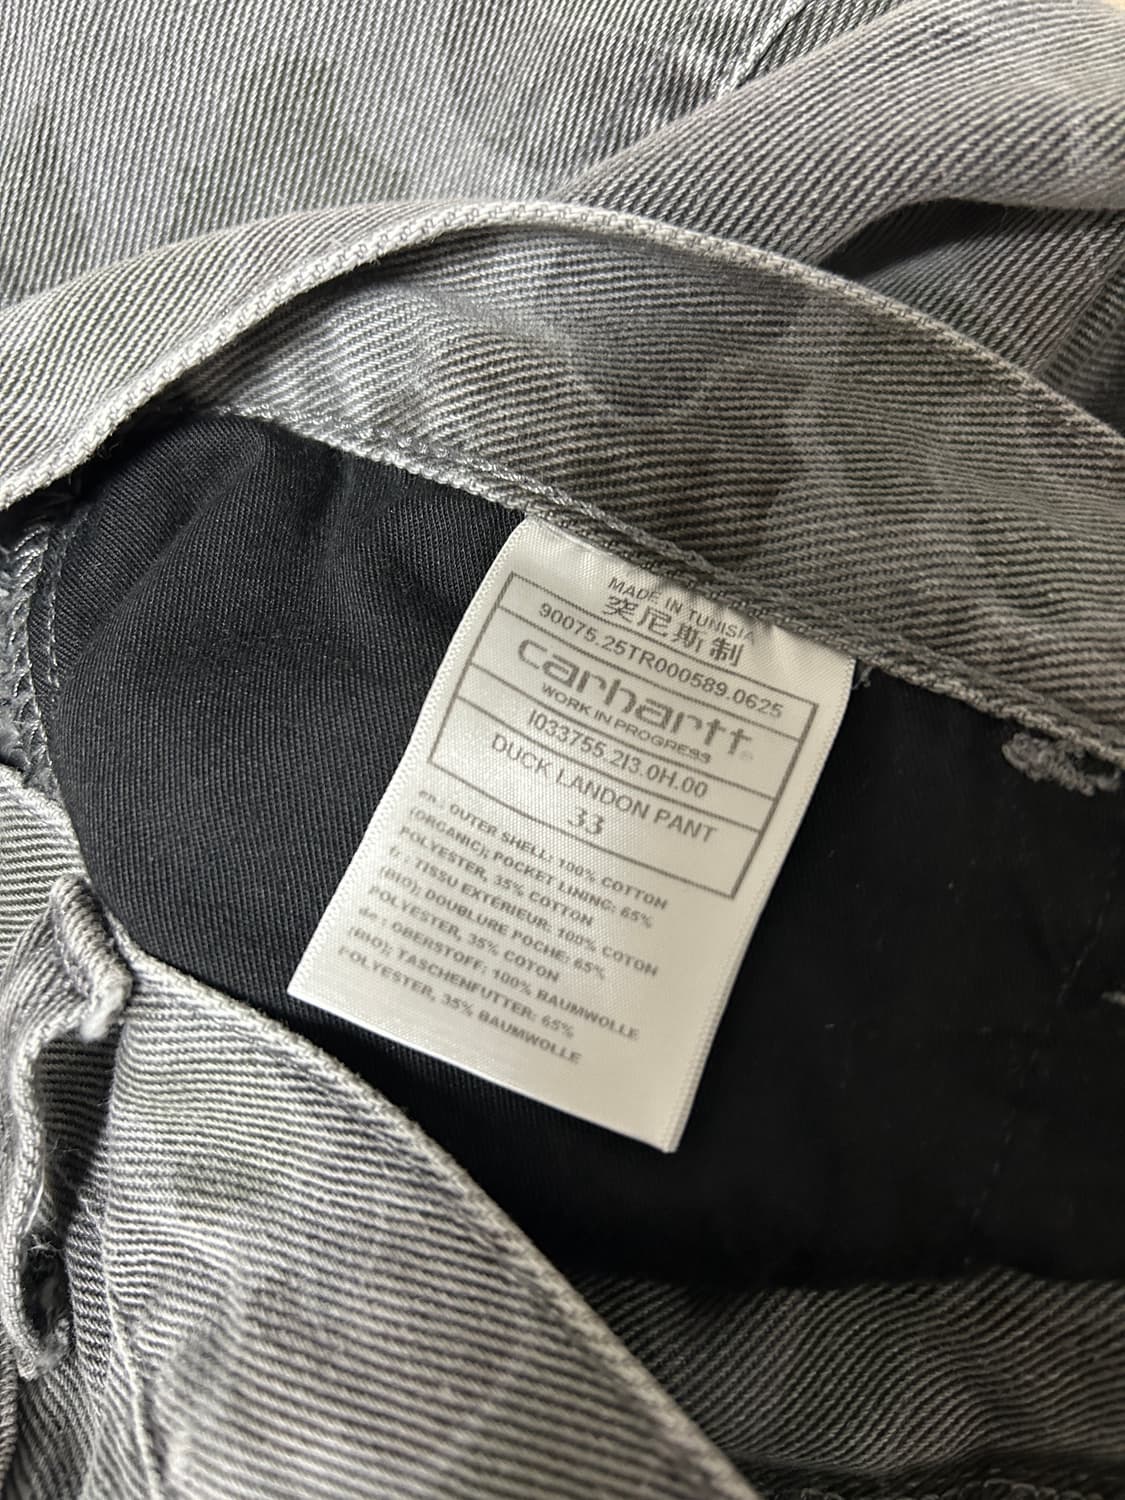 MADE IN TUNISIA
突尼斯制
90075.25TR000589.0625
carhartt
WORK IN PROGRESS
I033755.2I3.0H.00
DUCK LANDON PANT
33
en.: OUTER SHELL: 100% COTTON
(ORGANIC); POCKET LINING: 65%
POLYESTER, 35% COTTON
fr.: TISSU EXTÉRIEUR: 100% COTON
(BIO); DOUBLURE POCHE: 65%
POLYESTER, 35% COTON
de.: OBERSTOFF: 100% BAUMWOLLE
(BIO); TASCHENFUTTER: 65%
POLYESTER, 35% BAUMWOLLE